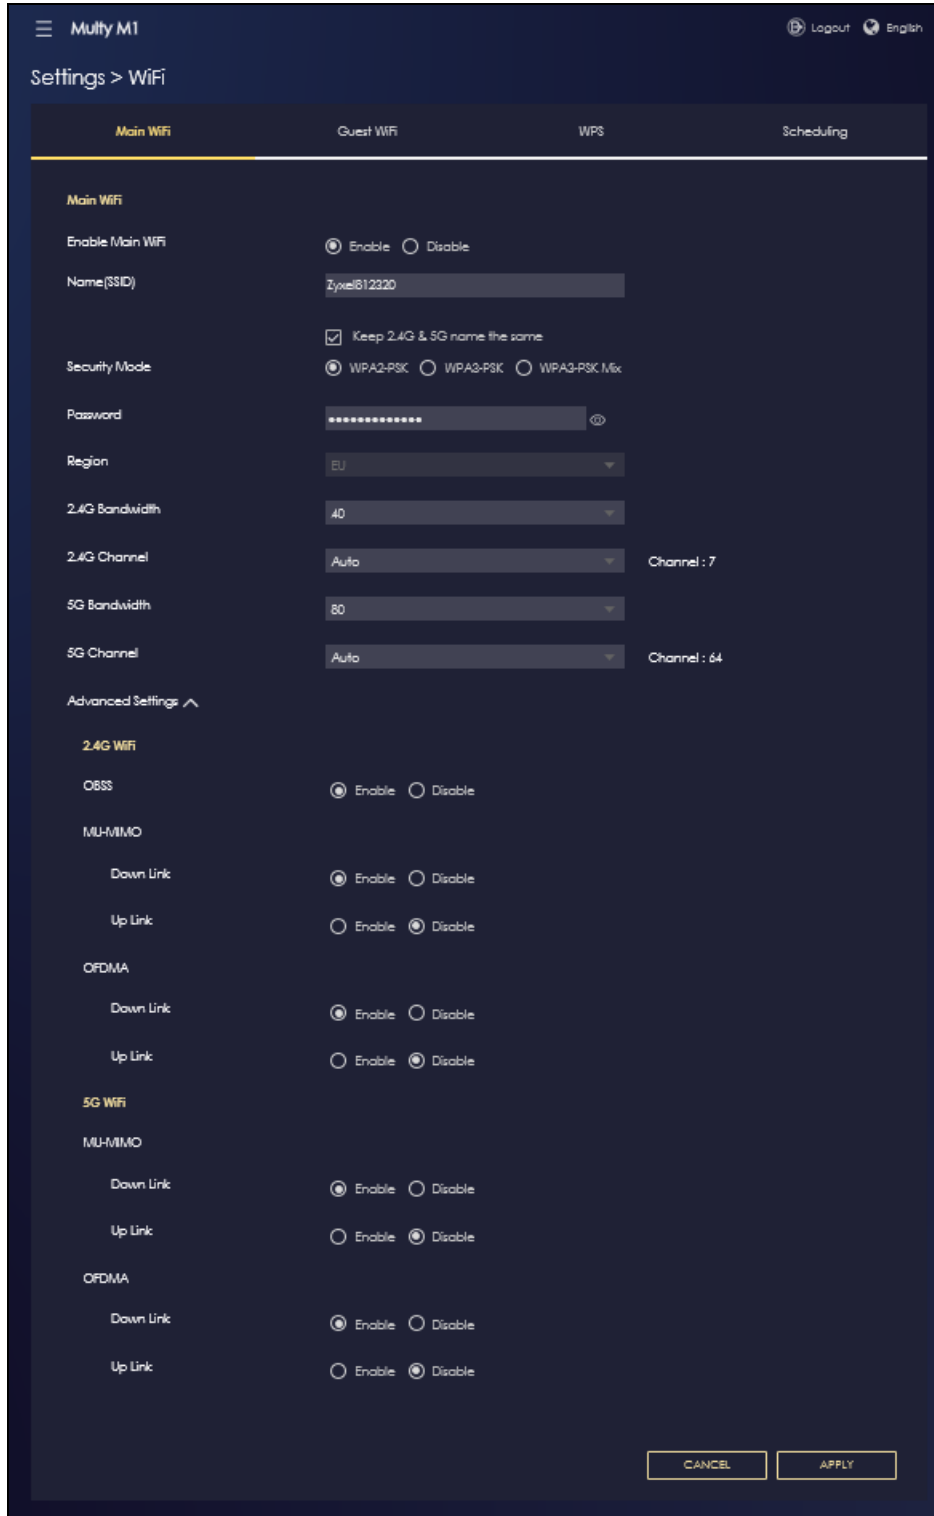 Multy M1
Logout English
Settings > WiFi
Main WiFi Guest WiFi WPS Scheduling
Main WiFi
Enable Main WiFi Enable Disable
Name(SSID) Zyxel812320
Keep 2.4G & 5G name the same
Security Mode WPA2-PSK WPA3-PSK WPA3-PSK Mix
Password •••••••••••••
Region EU
2.4G Bandwidth 40
2.4G Channel Auto Channel : 7
5G Bandwidth 80
5G Channel Auto Channel : 64
Advanced Settings
2.4G WiFi
OBSS Enable Disable
MU-MIMO
Down Link Enable Disable
Up Link Enable Disable
OFDMA
Down Link Enable Disable
Up Link Enable Disable
5G WiFi
MU-MIMO
Down Link Enable Disable
Up Link Enable Disable
OFDMA
Down Link Enable Disable
Up Link Enable Disable
CANCEL APPLY